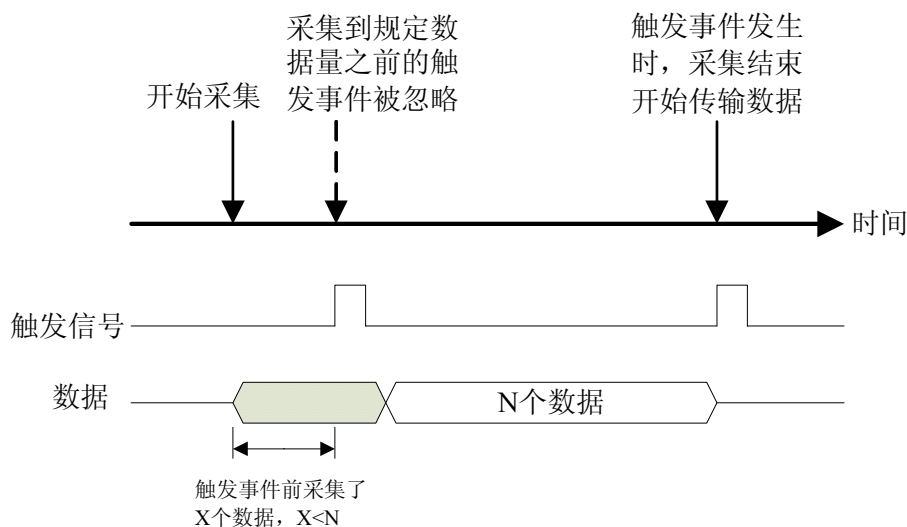 开始采集
采集到规定数
据量之前的触
发事件被忽略
触发事件发生
时，采集结束
开始传输数据
时间
触发信号
数据
N个数据
触发事件前采集了
X个数据，X<N